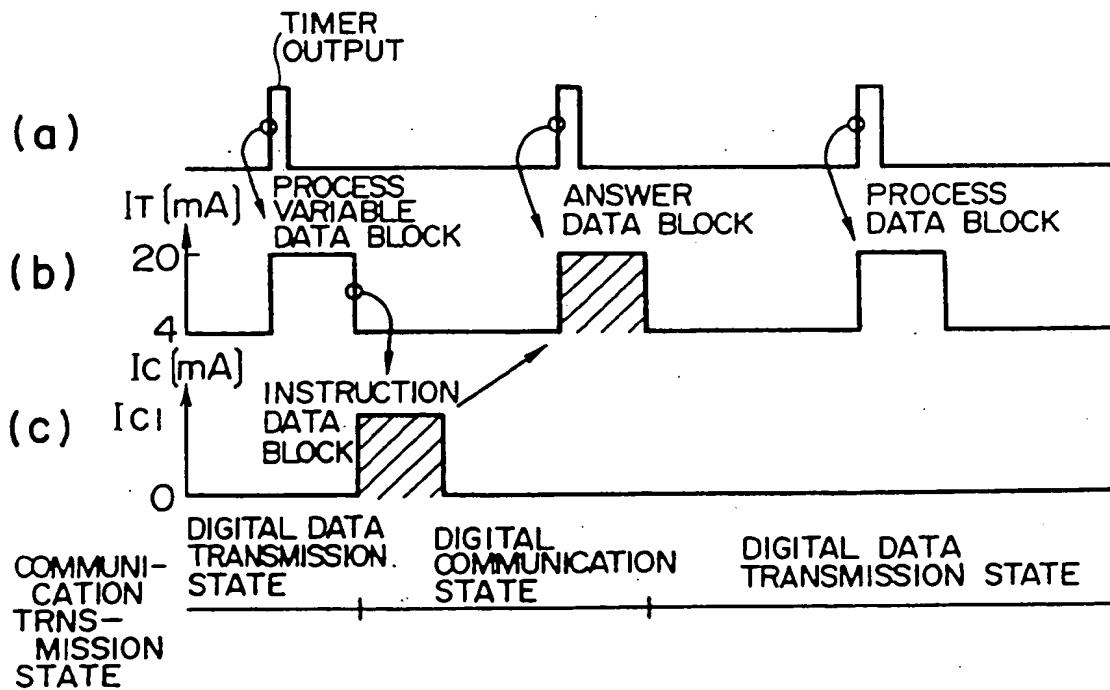 TIMER
OUTPUT
(a)
IT (mA)
PROCESS
VARIABLE
DATA BLOCK
ANSWER
DATA BLOCK
PROCESS
DATA BLOCK
(b)
20
4
IC (mA)
INSTRUCTION
DATA
BLOCK
(c)
IC1
0
DIGITAL DATA
TRANSMISSION
STATE
DIGITAL
COMMUNICATION
STATE
DIGITAL DATA
TRANSMISSION STATE
COMMUNI-
CATION
TRNS-
MISSION
STATE